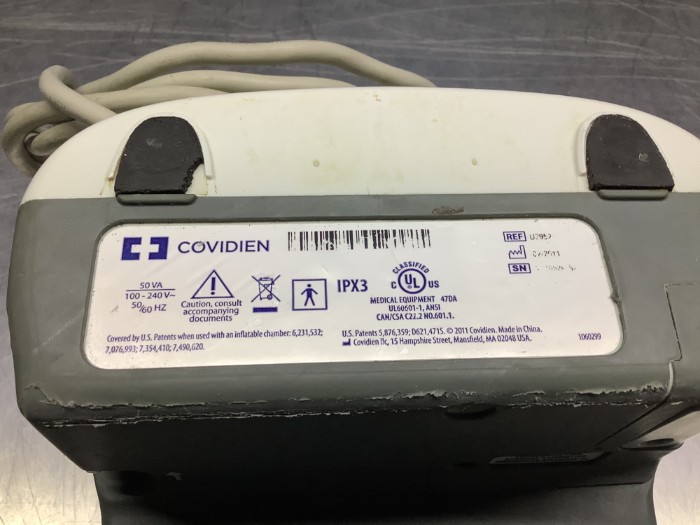 COVIDIEN
REF
SN
50 VA
100 - 240 V~
50/60 HZ
Caution, consult
accompanying
documents
IPX3
CLASSIFIED
C UL US
MEDICAL EQUIPMENT 47DA
UL60601-1, ANSI
CAN/CSA C22.2 NO.601.1.
Covered by U.S. Patents when used with an inflatable chamber: 6,231,532;
7,076,993; 7,354,410; 7,490,620.
U.S. Patents 5,876,359; D621,4715. © 2011 Covidien. Made in China.
Covidien llc, 15 Hampshire Street, Mansfield, MA 02048 USA.
1060299